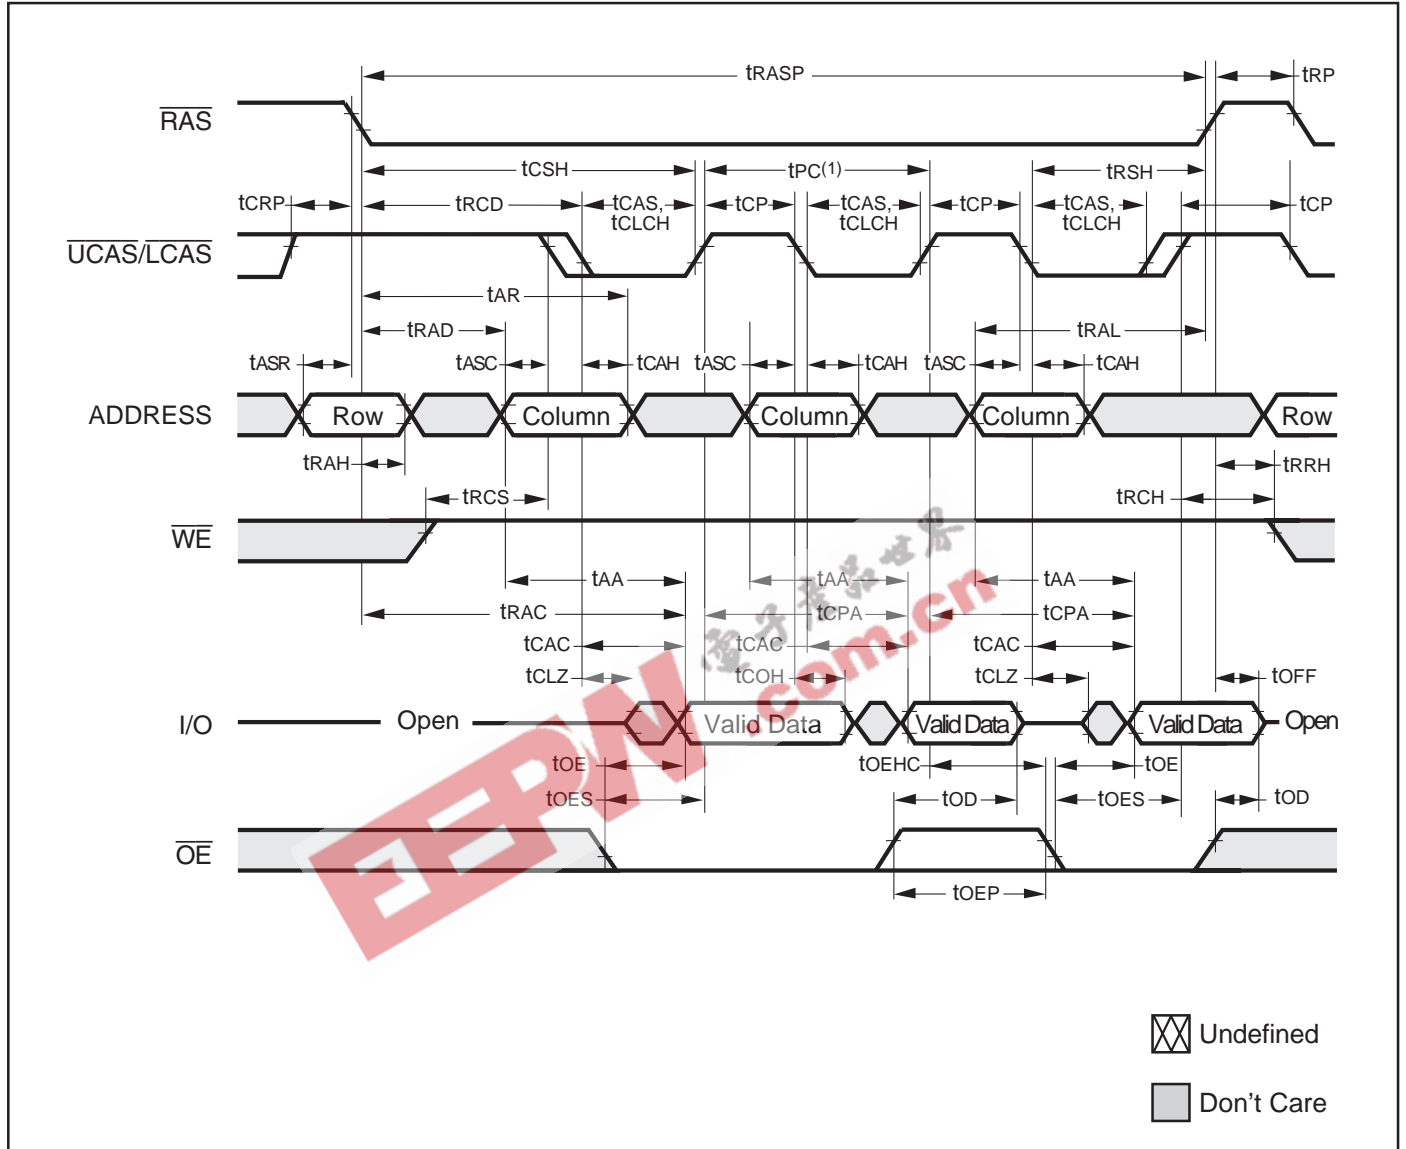 tRASP tRP
RAS
tCSH tPC(1) tRSH
tCRP tRCD tCAS, tCP tCAS, tCP tCAS, tCP
tCLCH tCLCH tCLCH
UCAS/LCAS
tAR
tRAD tRAL
tASR tASC tCAH tASC tCAH tASC tCAH
ADDRESS Row Column Column Column Row
tRAH tRRH
tRCS tRCH
WE
tAA tAA tAA
tRAC tCPA tCPA
tCAC tCAC tCAC
tCLZ tCOH tCLZ tOFF
I/O Open Valid Data Valid Data Valid Data Open
tOE tOEHC tOE
tOES tOD tOES tOD
OE
tOEP
EEPW .com.cn
電子產品世界
Undefined
Don't Care